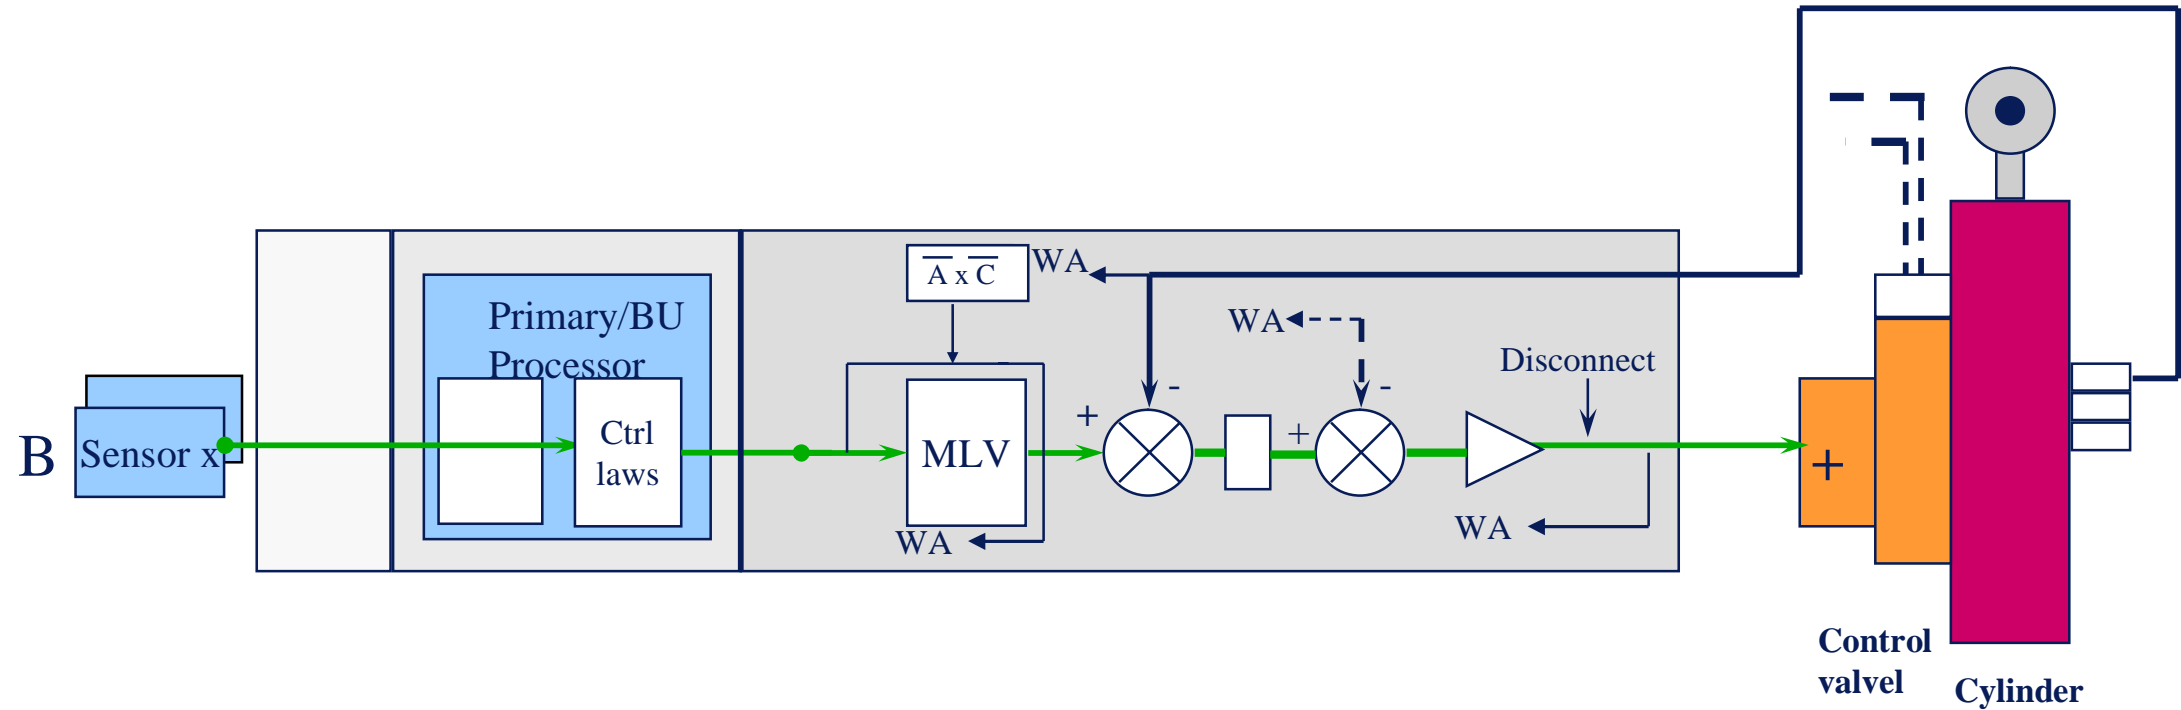 B
Sensor x
Primary/BU
Processor
Ctrl
laws
A x C
WA
MLV
WA
+
-
WA
+
-
Disconnect
WA
+
Control
valvel
Cylinder